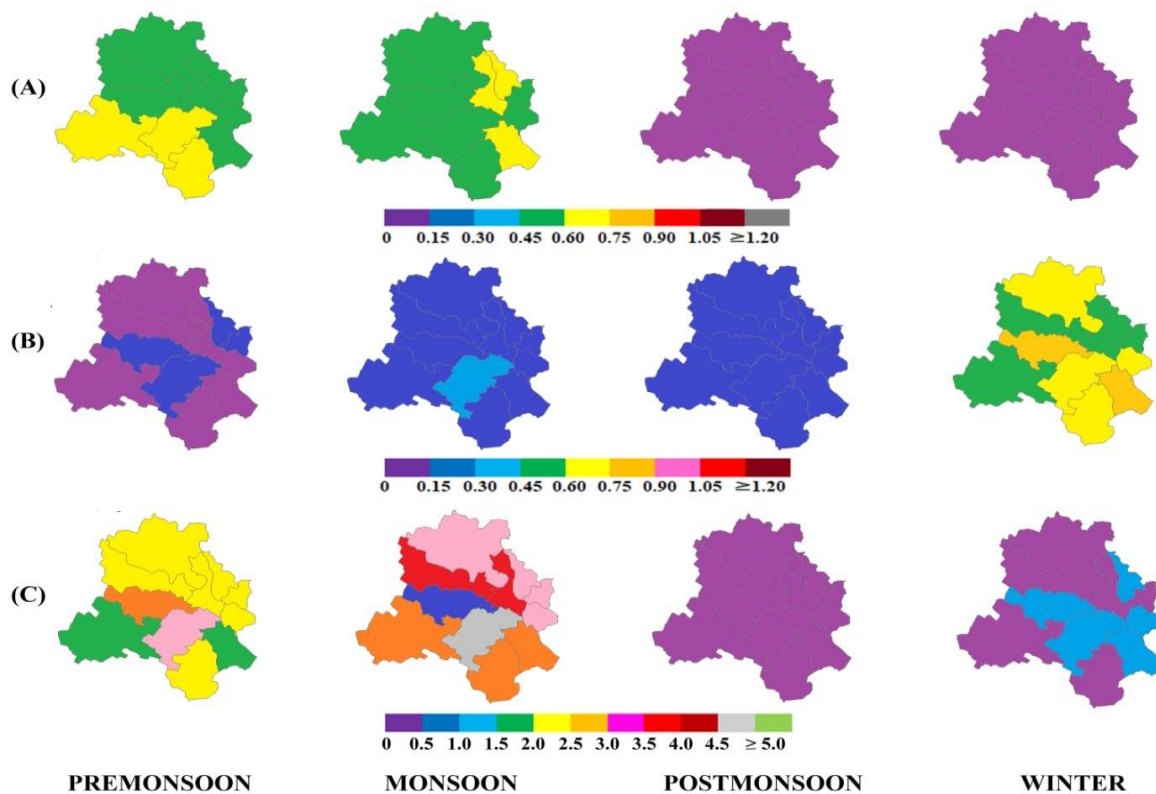 (A)
0 0.15 0.30 0.45 0.60 0.75 0.90 1.05 ≥1.20
(B)
0 0.15 0.30 0.45 0.60 0.75 0.90 1.05 ≥1.20
(C)
0 0.5 1.0 1.5 2.0 2.5 3.0 3.5 4.0 4.5 ≥ 5.0
PREMONSOON MONSOON POSTMONSOON WINTER